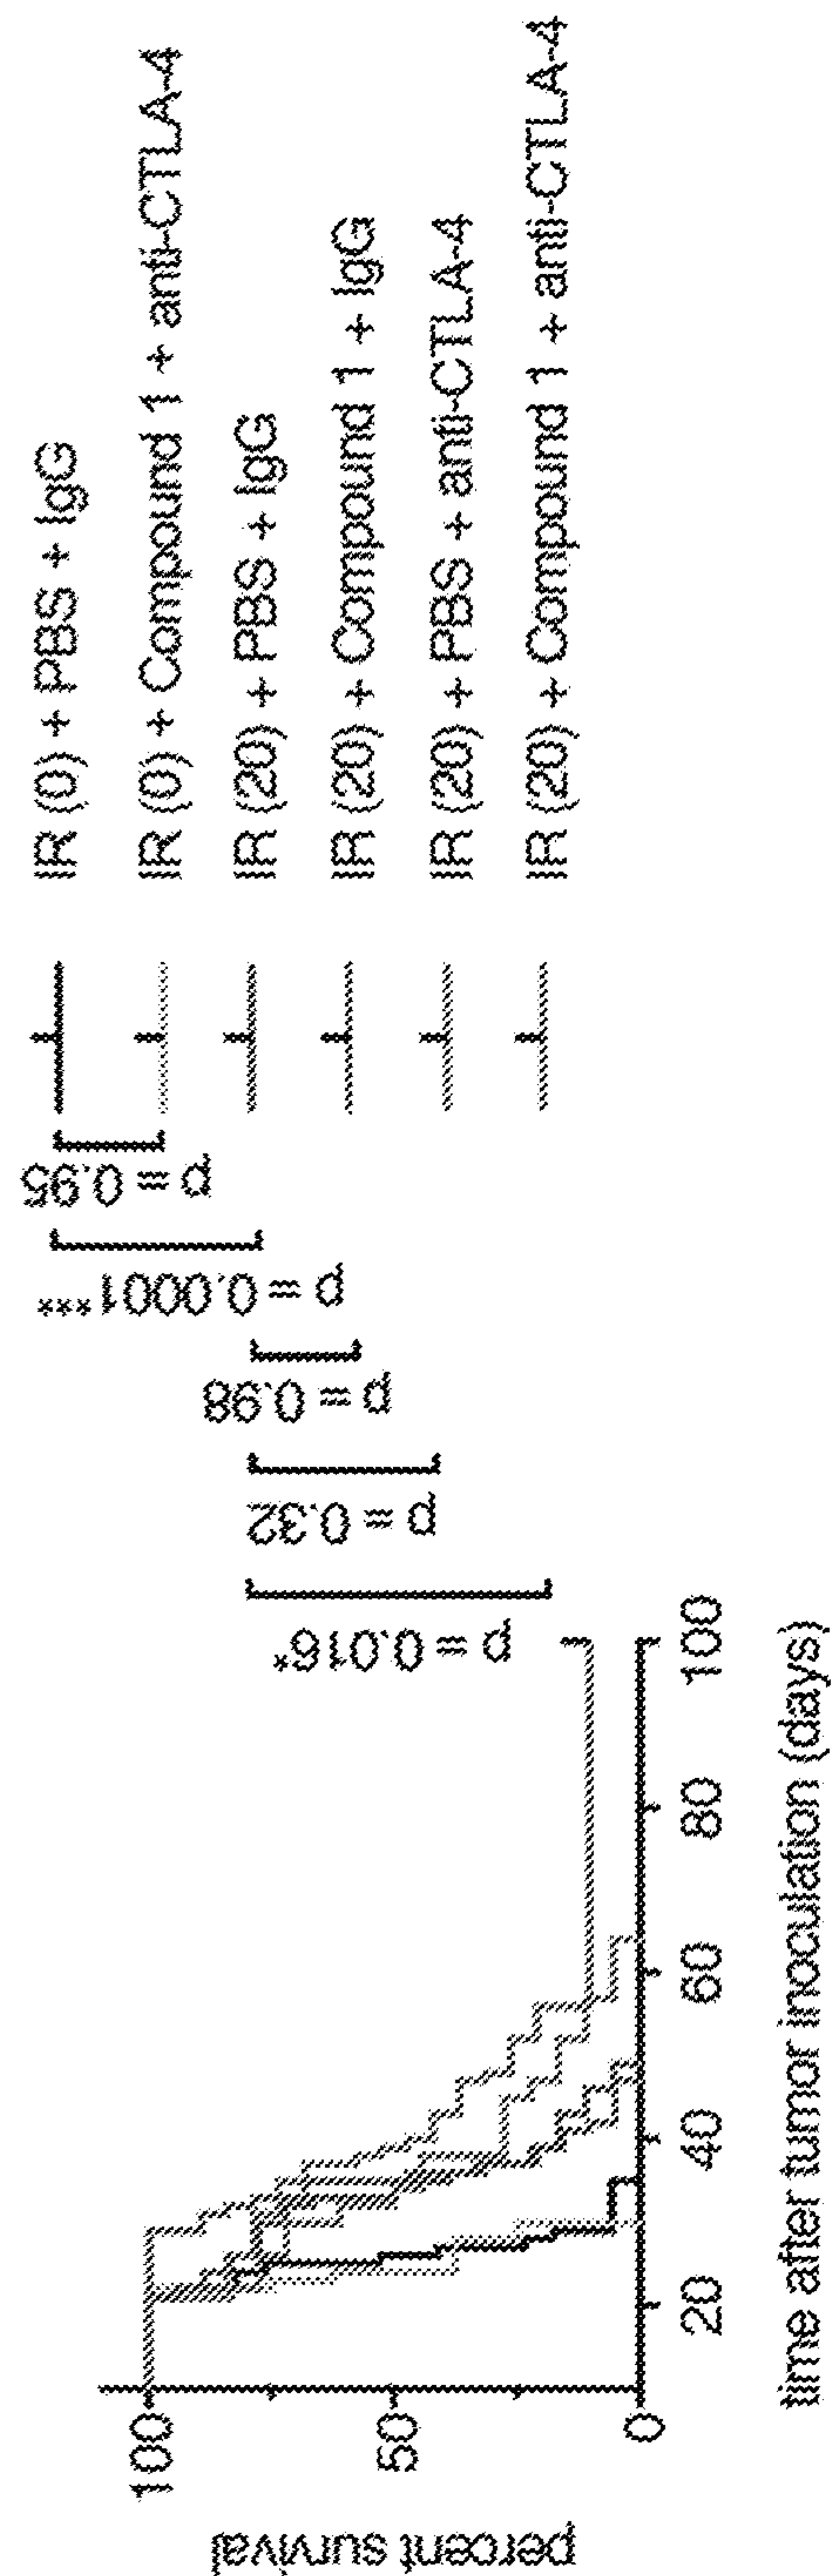 percent survival
100
50
0
20
40
60
80
100
time after tumor inoculation (days)
p = 0.016*
p = 0.32
p = 0.98
p = 0.0001***
p = 0.95
IR (0) + PBS + IgG
IR (0) + Compound 1 + anti-CTLA-4
IR (20) + PBS + IgG
IR (20) + Compound 1 + IgG
IR (20) + PBS + anti-CTLA-4
IR (20) + Compound 1 + anti-CTLA-4